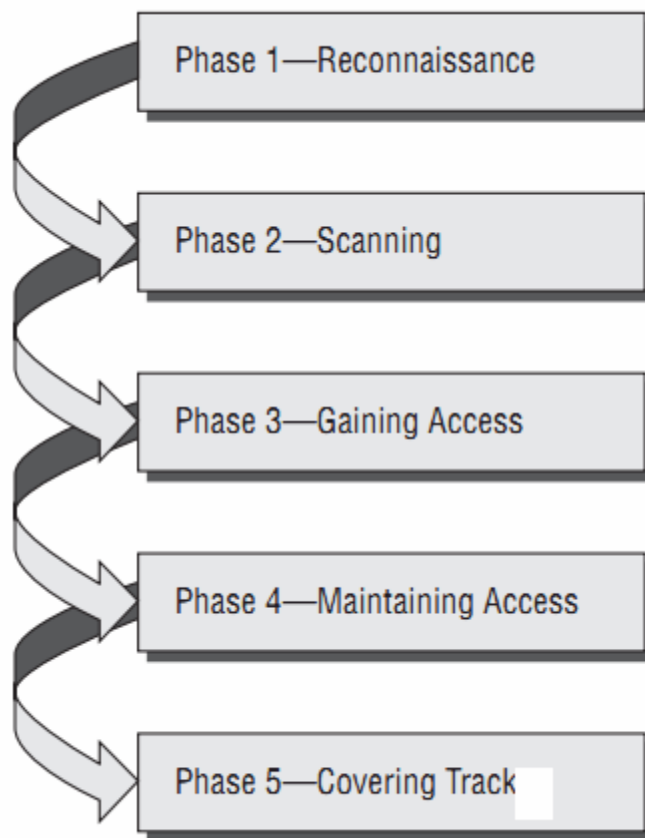 Phase 1—Reconnaissance
Phase 2—Scanning
Phase 3—Gaining Access
Phase 4—Maintaining Access
Phase 5—Covering Track